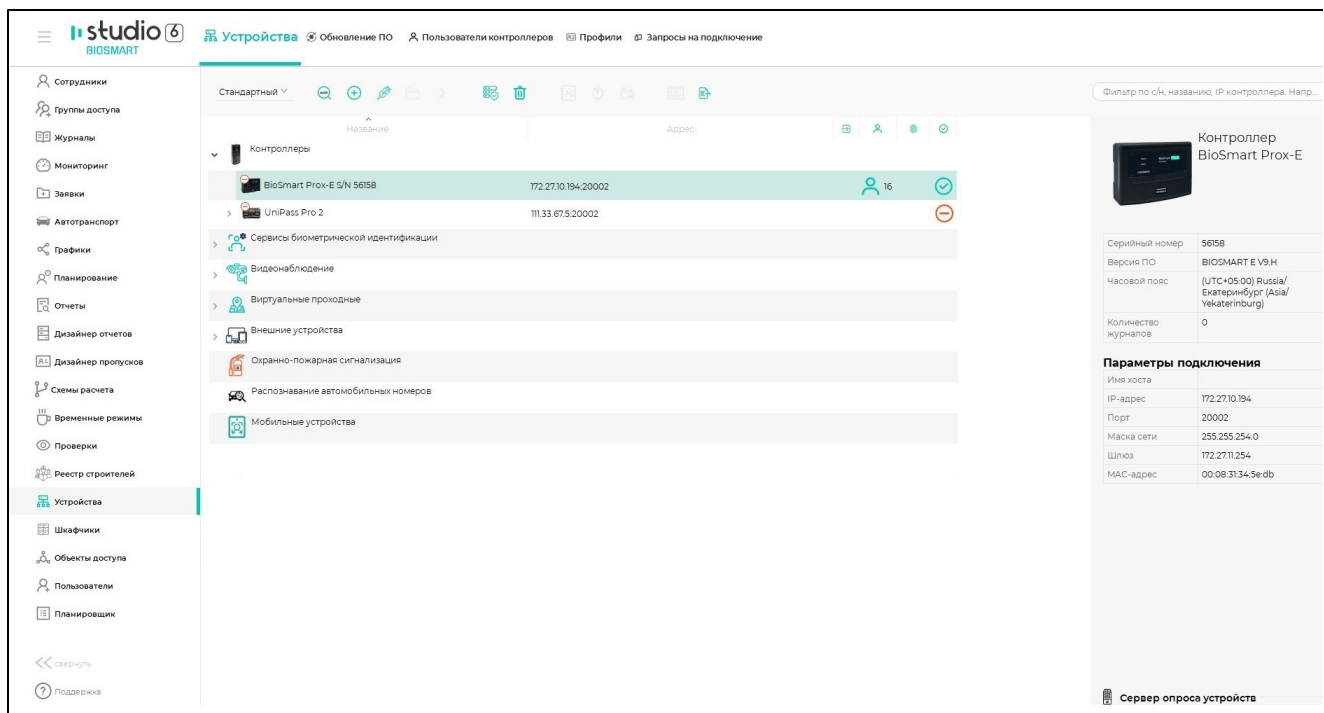 studio 6
BIOSMART
Устройства
Обновление ПО
Пользователи контроллеров
Профили
Запросы на подключение
Сотрудники
Группы доступа
Журналы
Мониторинг
Заявки
Автотранспорт
Графики
Планирование
Отчеты
Дизайнер отчетов
Дизайнер пропусков
Схемы расчета
Временные режимы
Проверки
Реестр строителей
Устройства
Шкафчики
Объекты доступа
Пользователи
Планировщик
свернуть
Поддержка
Стандартный
Название Адрес
Контроллеры
BioSmart Prox-E S/N 56158 172.27.10.194:20002 16
UniPass Pro 2 111.33.67.5:20002
Сервисы биометрической идентификации
Видеонаблюдение
Виртуальные проходные
Внешние устройства
Охранно-пожарная сигнализация
Распознавание автомобильных номеров
Мобильные устройства
Фильтр по с/н, названию, IP контроллера. Напр...
Контроллер
BioSmart Prox-E
Серийный номер 56158
Версия ПО BIOSMART E V9.H
Часовой пояс (UTC+05:00) Russia/
Екатеринбург (Asia/
Yekaterinburg)
Количество 0
журналов
Параметры подключения
Имя хоста
IP-адрес 172.27.10.194
Порт 20002
Маска сети 255.255.254.0
Шлюз 172.27.11.254
MAC-адрес 00:08:31:34:5e:db
Сервер опроса устройств